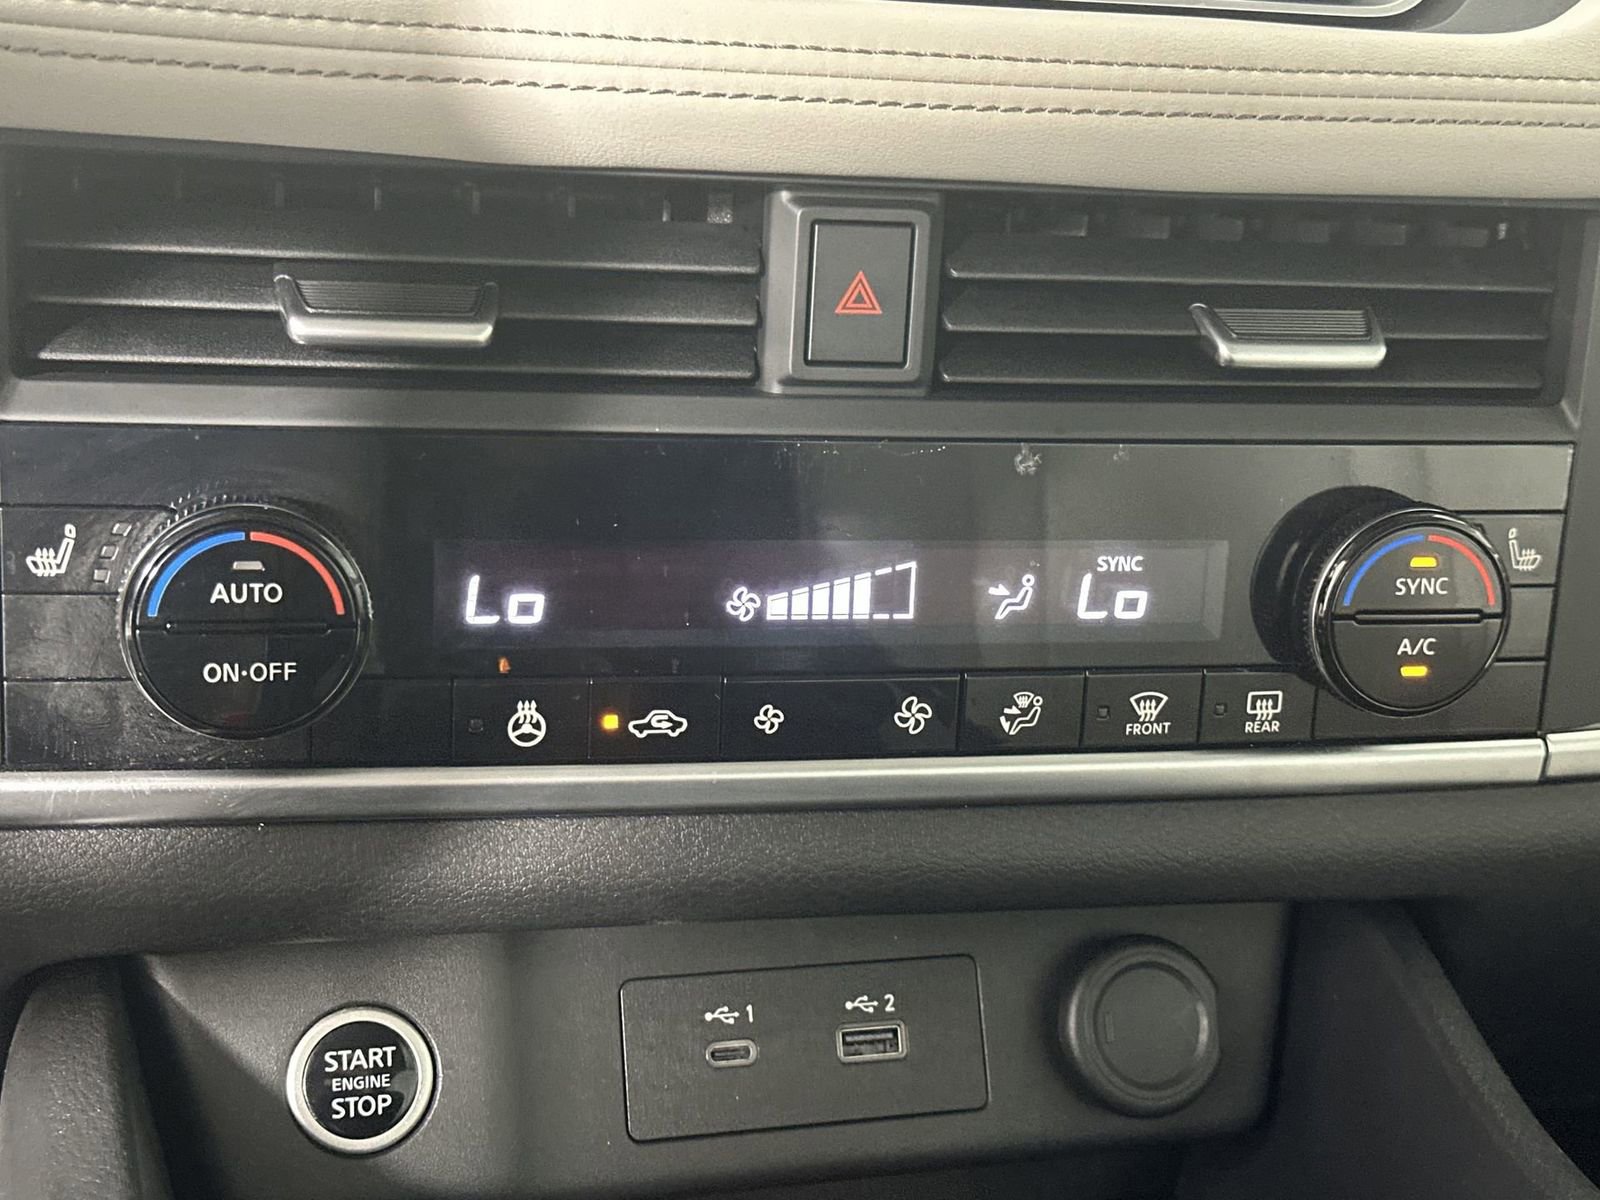 SYNC
Lo
Lo
AUTO
SYNC
A/C
ON·OFF
FRONT
REAR
1
2
START
ENGINE
STOP